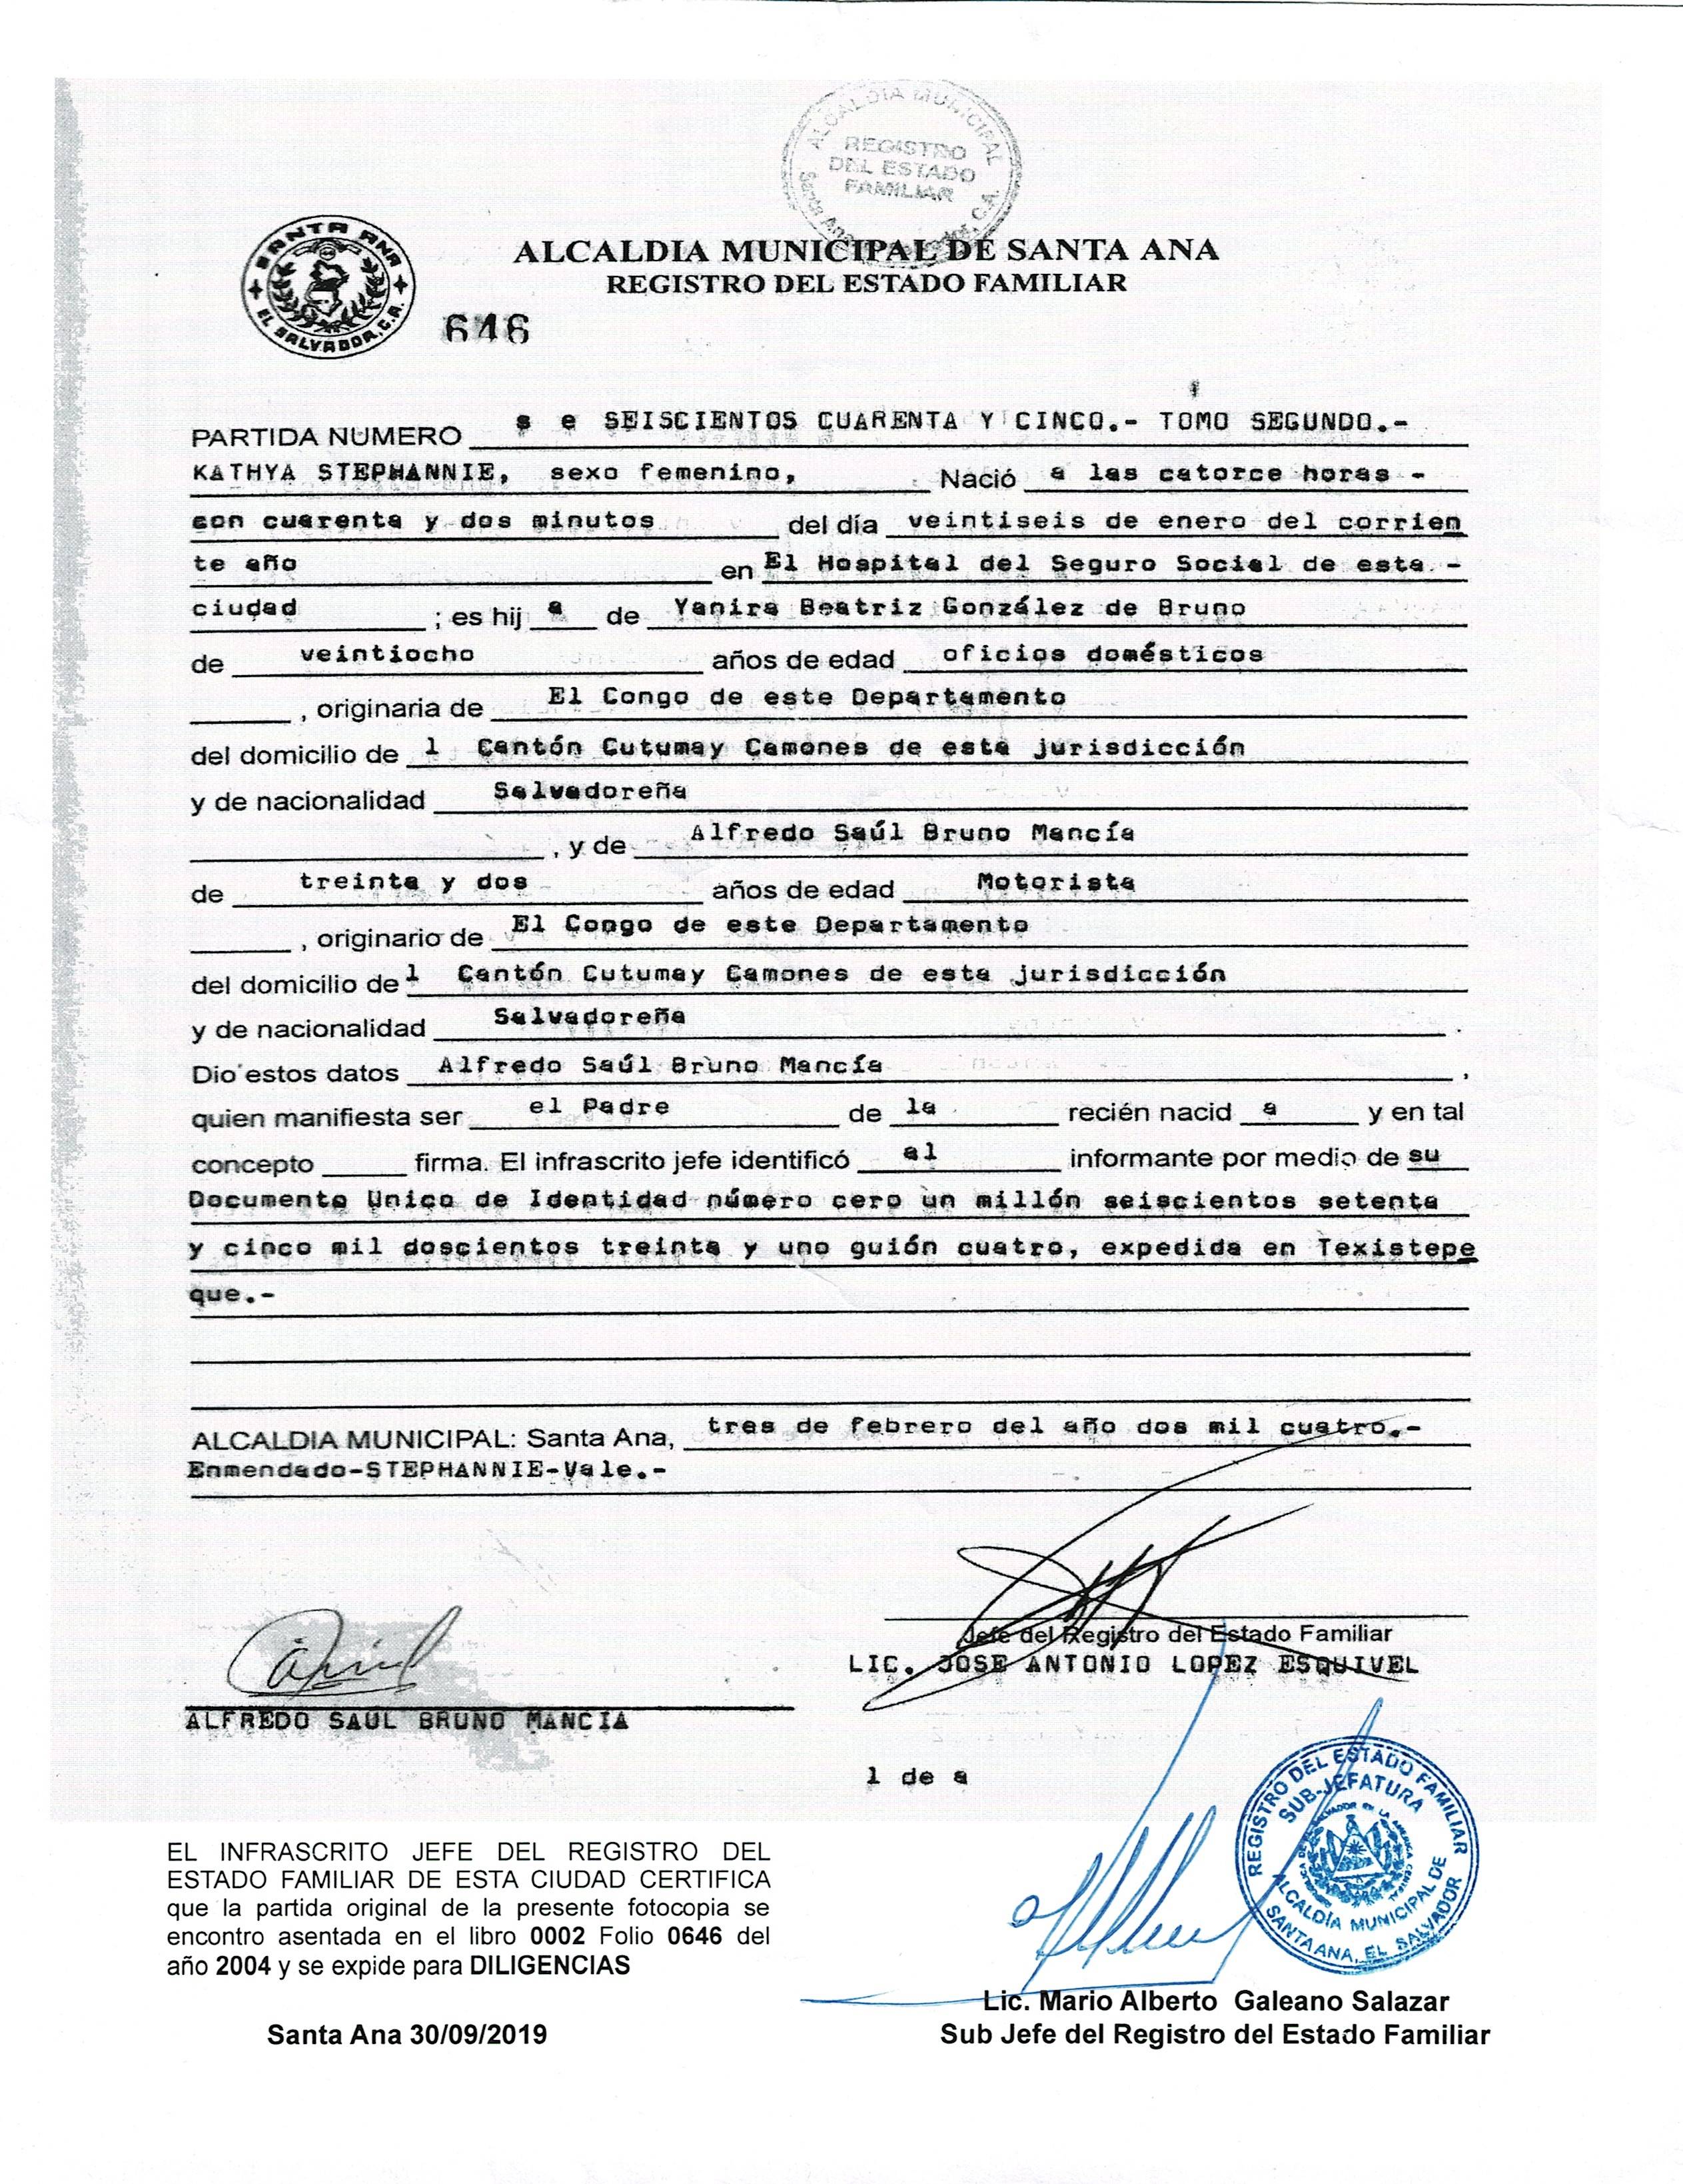 ALCALDIA MUNICIPAL
REGISTRO
DEL ESTADO
FAMILIAR
Santa Ana, C.A.
SANTA ANA
EL SALVADOR, C.A.
ALCALDIA MUNICIPAL DE SANTA ANA
REGISTRO DEL ESTADO FAMILIAR
646
PARTIDA NUMERO s e SEISCIENTOS CUARENTA Y CINCO.- TOMO SEGUNDO.-
KATHYA STEPHANNIE, sexo femenino, Nació a las catorce horas -
con cuarenta y dos minutos del día veintiseis de enero del corrien
te año en El Hospital del Seguro Social de esta -
ciudad ; es hij a de Yanira Beatriz González de Bruno
de veintiocho años de edad oficios domésticos
, originaria de El Congo de este Departamento
del domicilio de l Cantón Cutumay Camones de esta jurisdicción
y de nacionalidad Salvadoreña
, y de Alfredo Saúl Bruno Mancía
de treinta y dos años de edad Motorista
, originario de El Congo de este Departamento
del domicilio de l Cantón Cutumay Camones de esta jurisdicción
y de nacionalidad Salvadoreña .
Dio estos datos Alfredo Saúl Bruno Mancía ,
quien manifiesta ser el Padre de la recién nacid a y en tal
concepto firma. El infrascrito jefe identificó al informante por medio de su
Documento Unico de Identidad número cero un millón seiscientos setenta
y cinco mil doscientos treinta y uno guión cuatro, expedida en Texistepe
que.-
ALCALDIA MUNICIPAL: Santa Ana, tres de febrero del año dos mil cuatro.-
Enmendado-STEPHANNIE-Vale.-
Jefe del Registro del Estado Familiar
LIC. JOSE ANTONIO LOPEZ ESQUIVEL
ALFREDO SAUL BRUNO MANCIA
l de a
REGISTRO DEL ESTADO FAMILIAR
SUB-JEFATURA
ALCALDÍA MUNICIPAL DE
SANTA ANA, EL SALVADOR
EL INFRASCRITO JEFE DEL REGISTRO DEL
ESTADO FAMILIAR DE ESTA CIUDAD CERTIFICA
que la partida original de la presente fotocopia se
encontro asentada en el libro 0002 Folio 0646 del
año 2004 y se expide para DILIGENCIAS
Lic. Mario Alberto Galeano Salazar
Santa Ana 30/09/2019
Sub Jefe del Registro del Estado Familiar